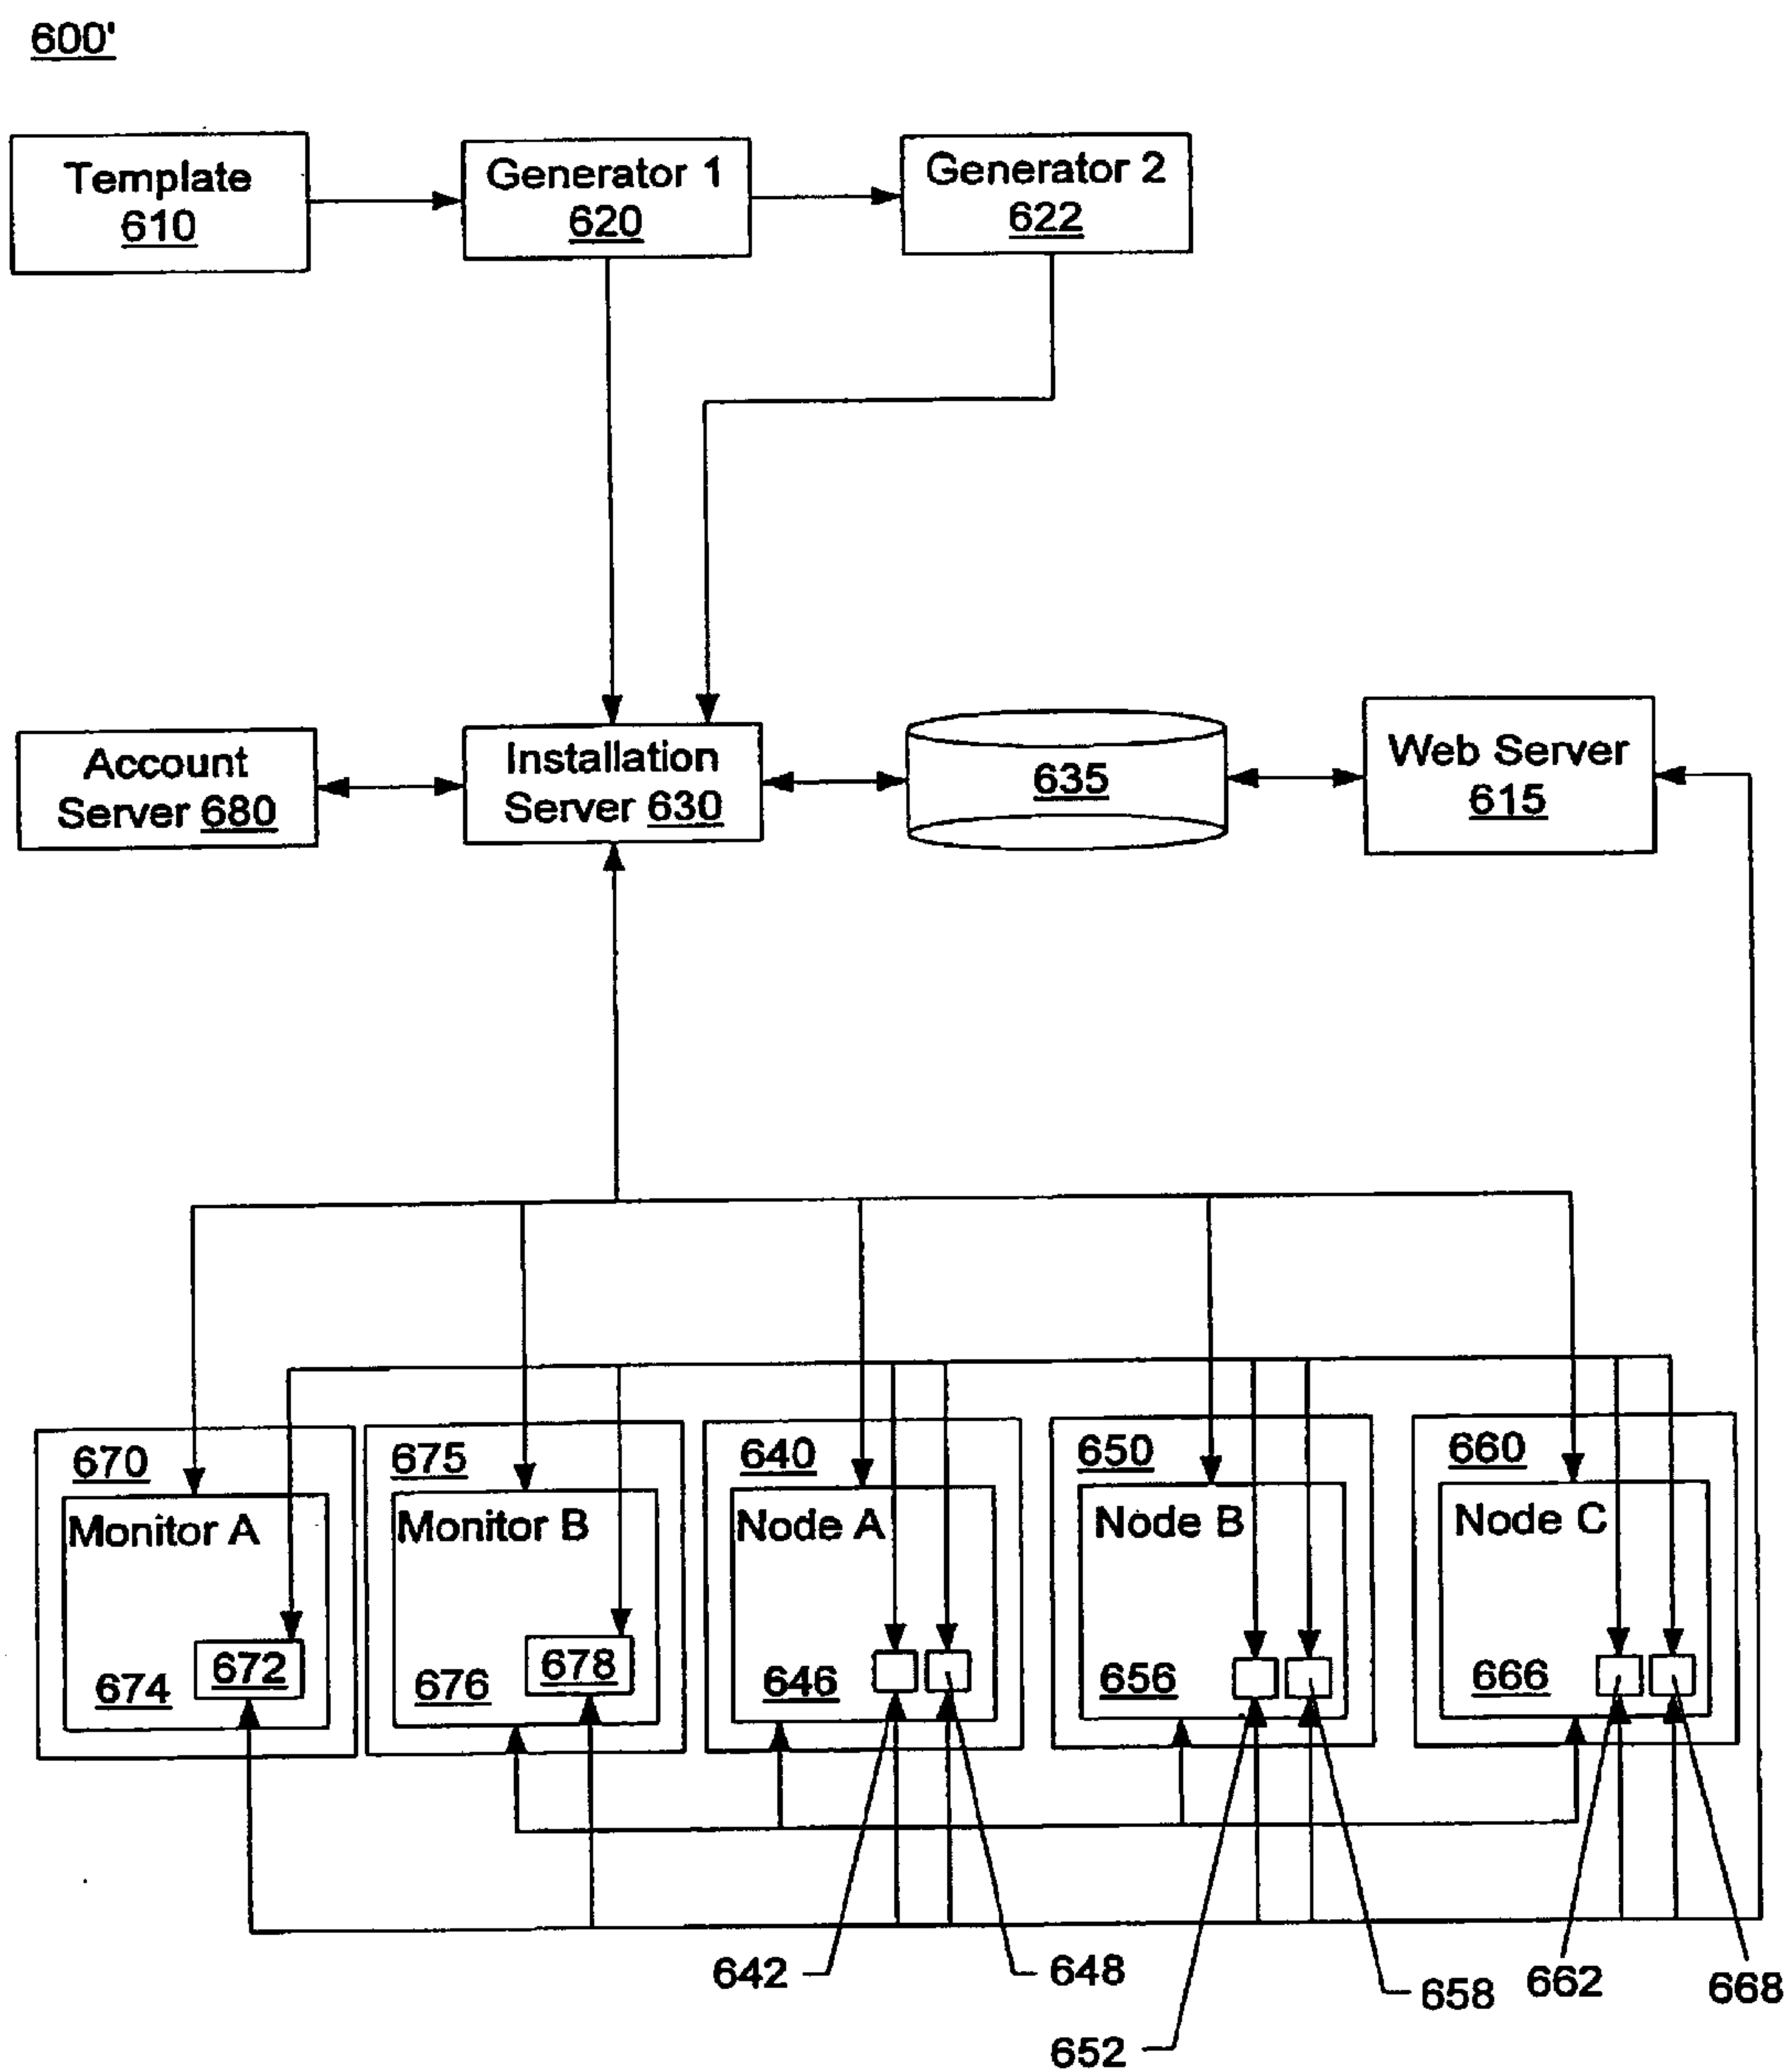 600'
Template
610
Generator 1
620
Generator 2
622
Account
Server 680
Installation
Server 630
635
Web Server
615
670
Monitor A
674
672
675
Monitor B
676
678
640
Node A
646
650
Node B
656
660
Node C
666
642
648
652
658
662
668